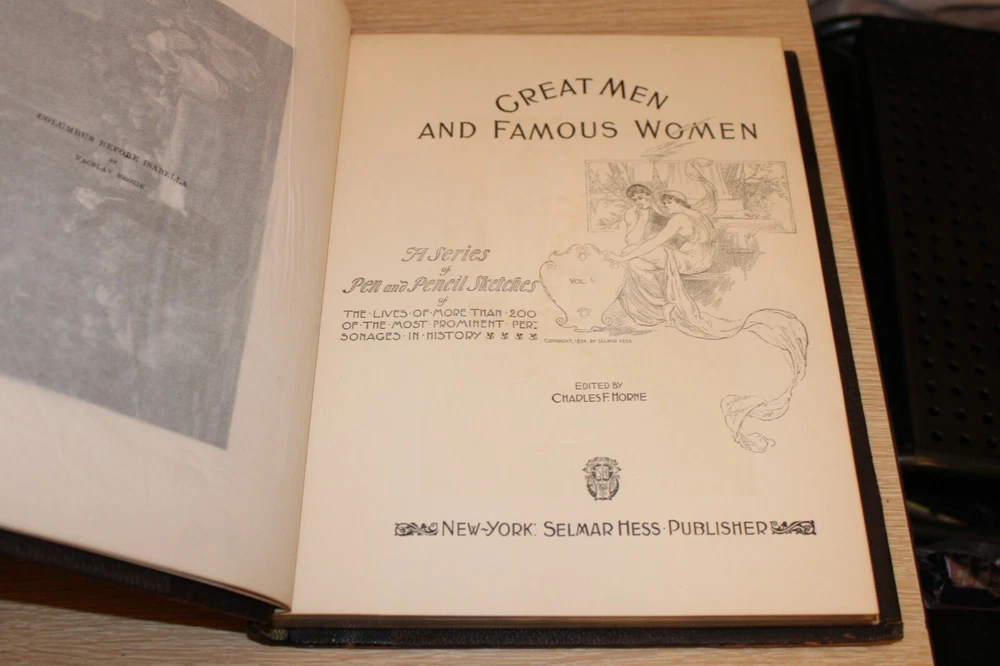 COLUMBUS BEFORE ISABELLA
BY
VACSLAV BROZIK
GREAT MEN
AND FAMOUS WOMEN
A Series
of
Pen and Pencil Sketches
of
THE·LIVES·OF·MORE·THAN·200
OF·THE·MOST·PROMINENT·PER-
SONAGES·IN·HISTORY
VOL. V
COPYRIGHT, 1894, BY SELMAR HESS
EDITED BY
CHARLES F. HORNE
NEW-YORK: SELMAR HESS·PUBLISHER